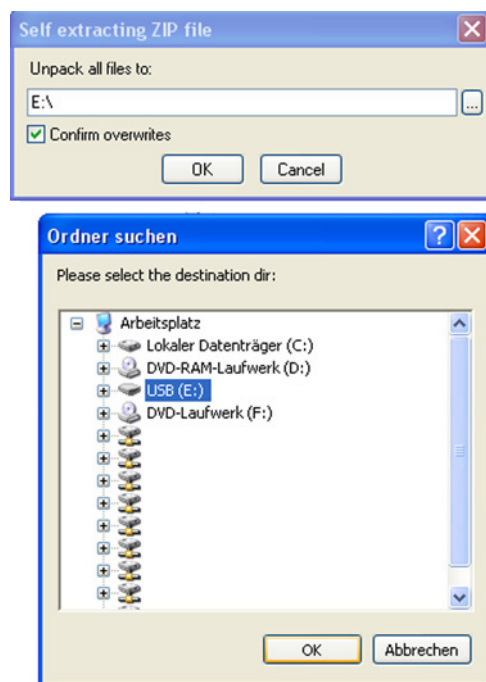 Self extracting ZIP file
Unpack all files to:
E:\
...
Confirm overwrites
OK Cancel
Ordner suchen
Please select the destination dir:
Arbeitsplatz
Lokaler Datenträger (C:)
DVD-RAM-Laufwerk (D:)
USB (E:)
DVD-Laufwerk (F:)
OK Abbrechen